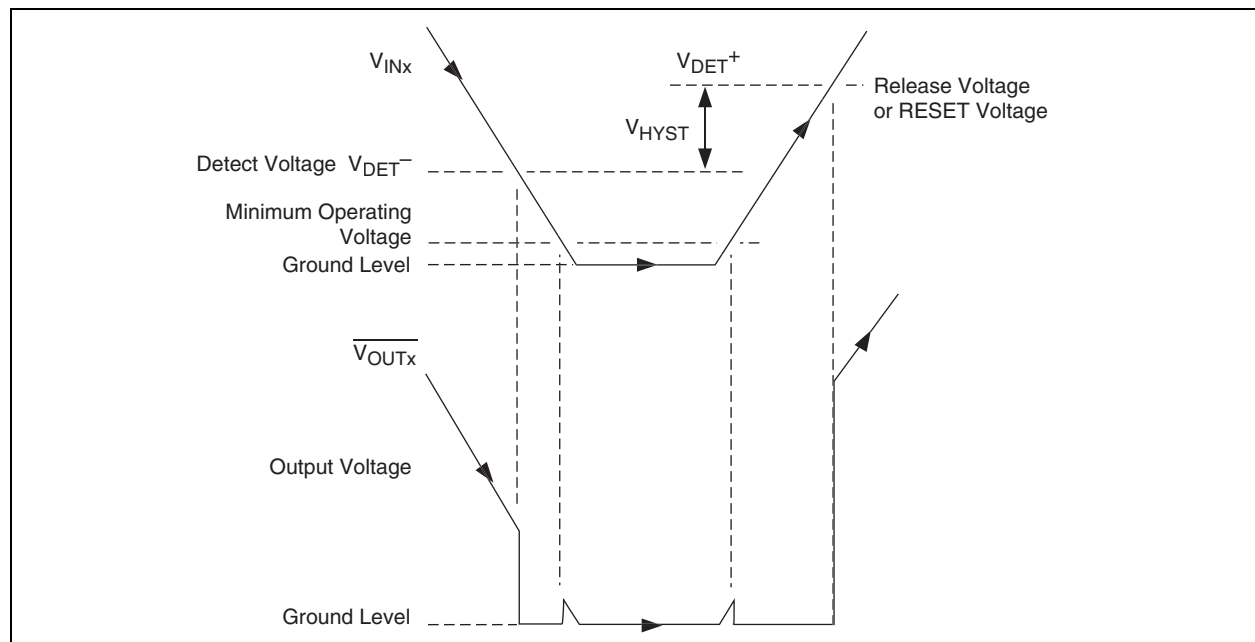 V_INx
V_DET+
Release Voltage
or RESET Voltage
V_HYST
Detect Voltage V_DET−
Minimum Operating
Voltage
Ground Level
V_OUTx
Output Voltage
Ground Level